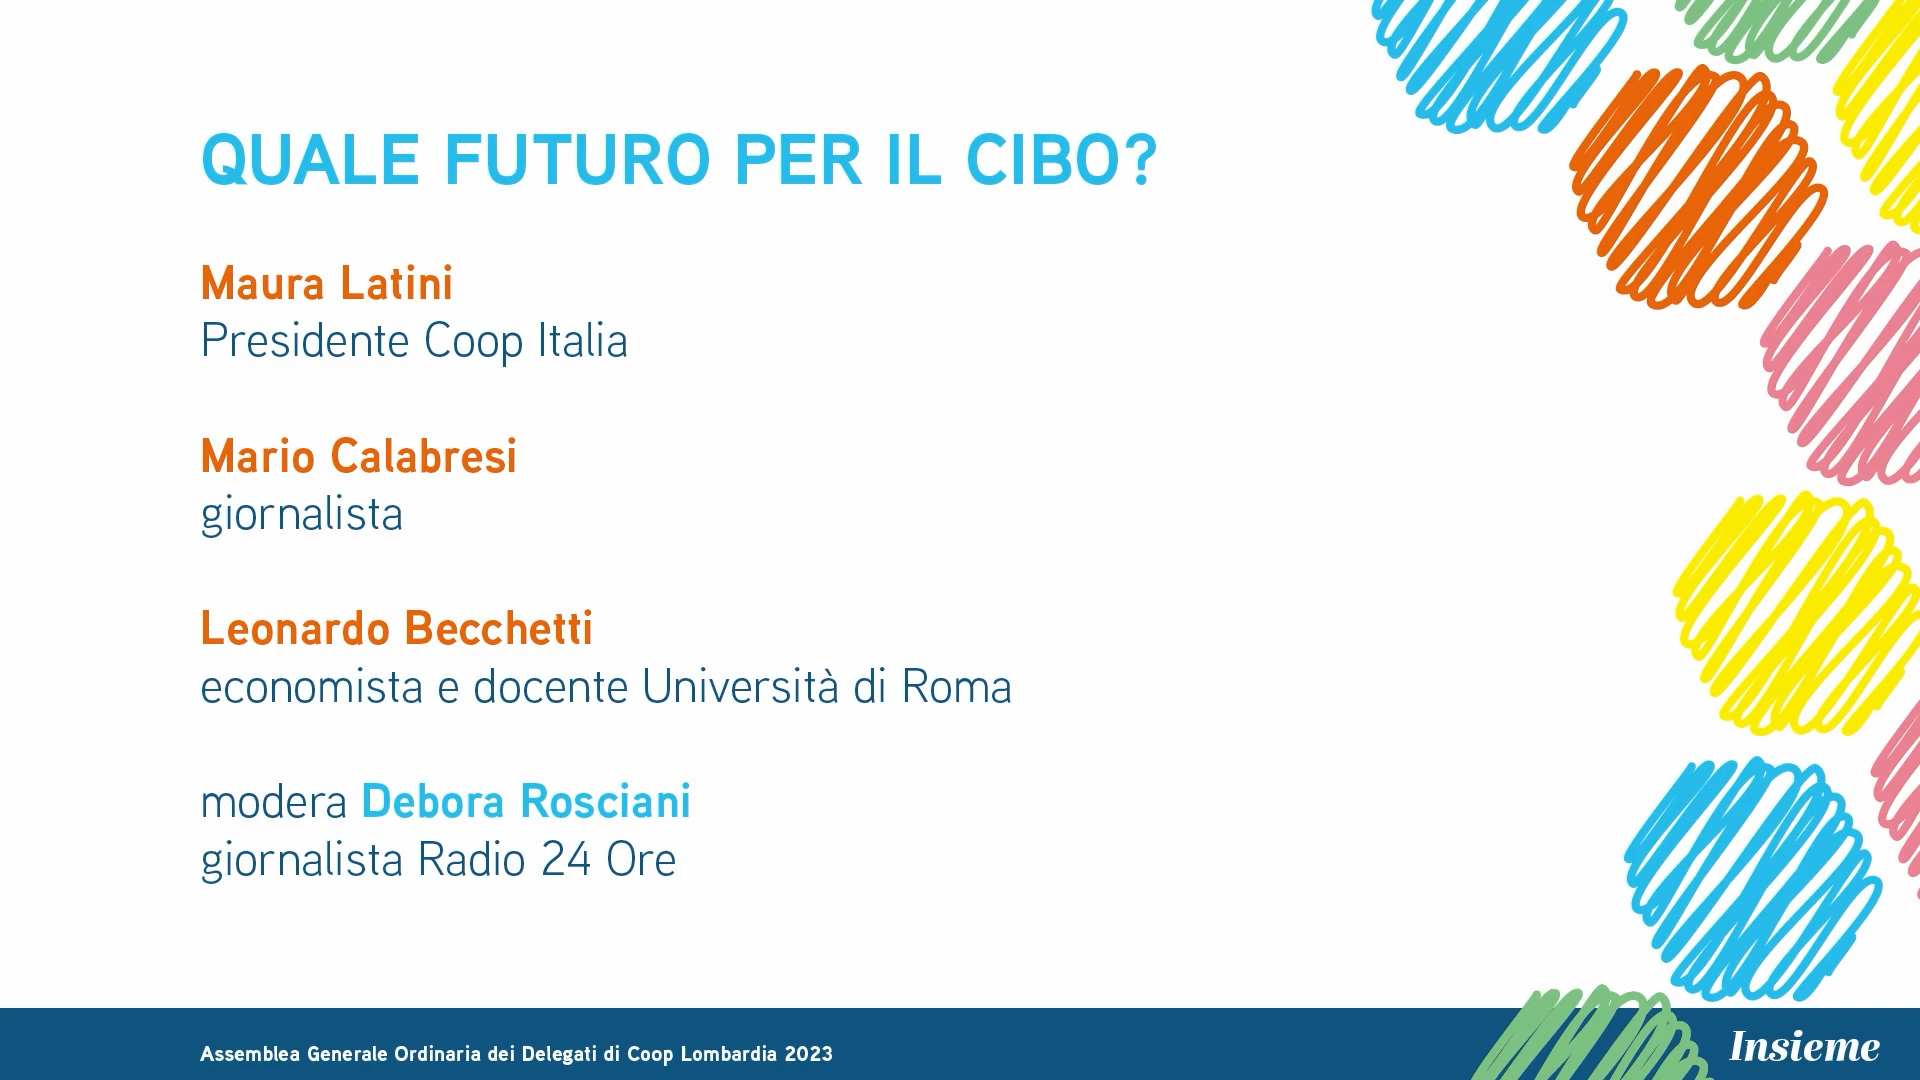 QUALE FUTURO PER IL CIBO?
Maura Latini
Presidente Coop Italia
Mario Calabresi
giornalista
Leonardo Becchetti
economista e docente Università di Roma
modera Debora Rosciani
giornalista Radio 24 Ore
Assemblea Generale Ordinaria dei Delegati di Coop Lombardia 2023
Insieme